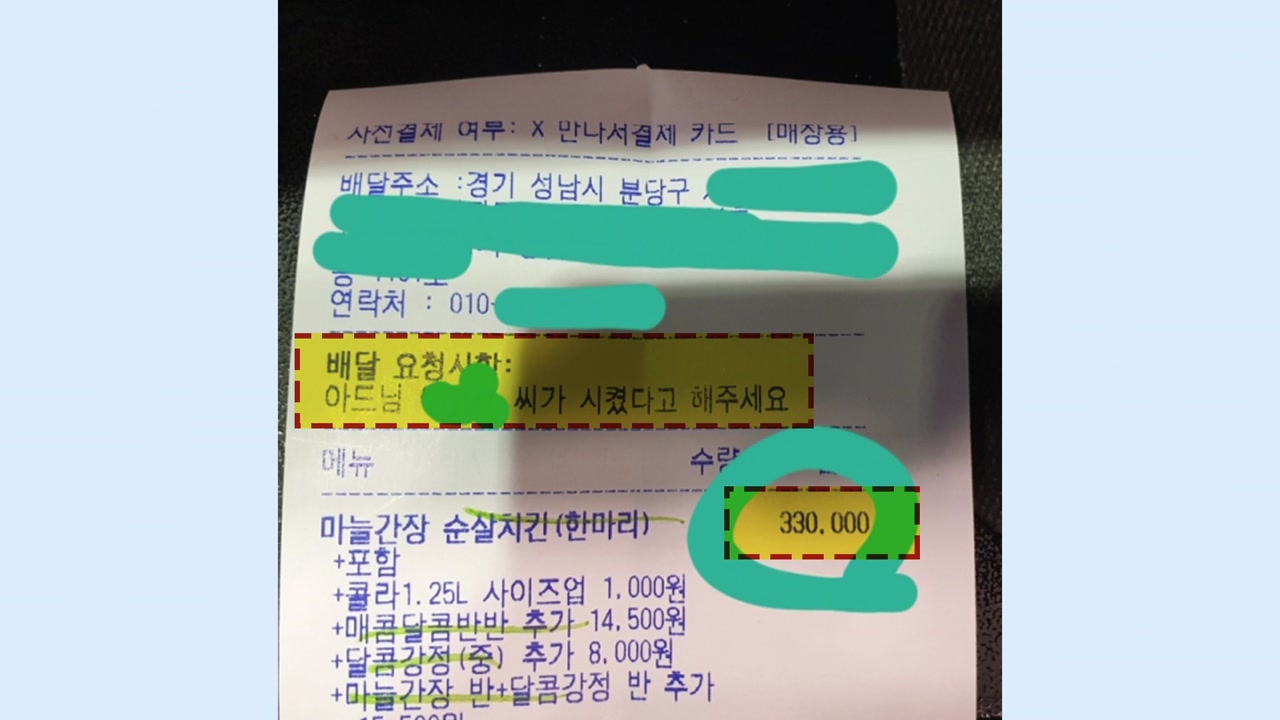 사전결제 여부: X 만나서결제 카드 [매장용]
배달주소 :경기 성남시 분당구
연락처 : 010-
배달 요청사항:
아드님 씨가 시켰다고 해주세요
메뉴 수량
마늘간장 순살치킨(한마리) 330,000
+포함
+콜라1.25L 사이즈업 1,000원
+매콤달콤반반 추가 14,500원
+달콤강정(중) 추가 8,000원
+마늘간장 반+달콤강정 반 추가
15,500원